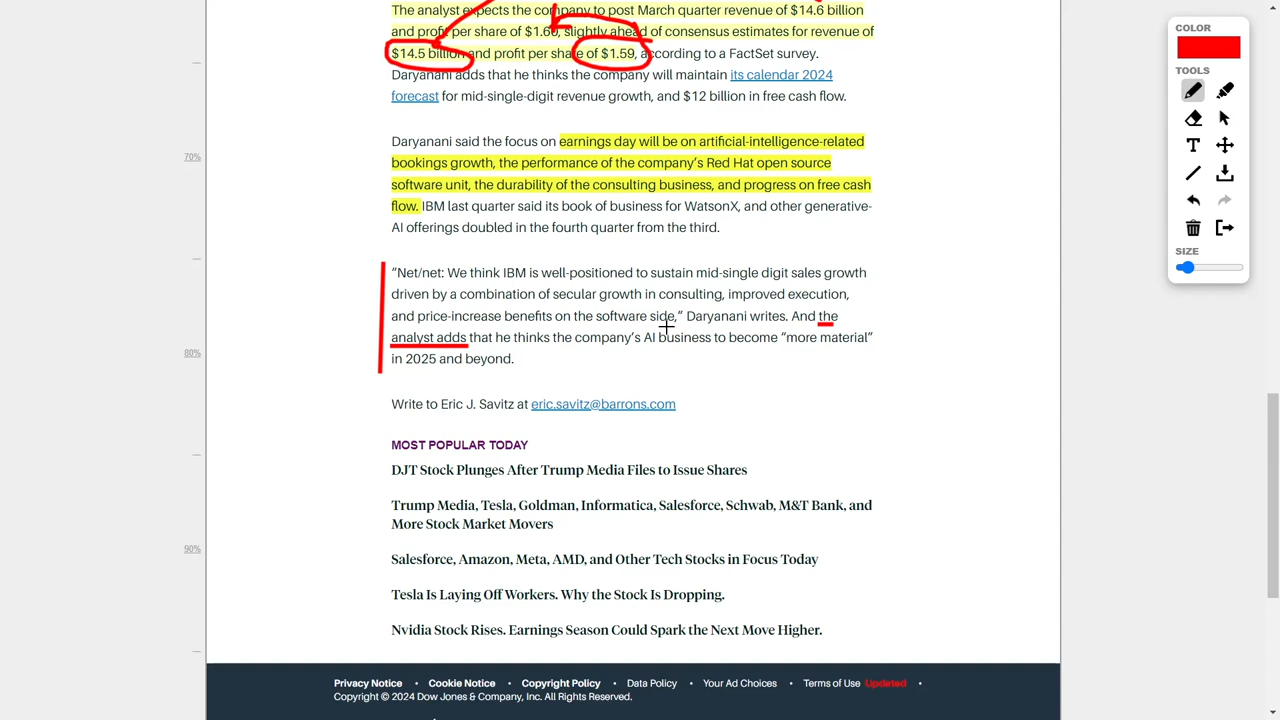 The analyst expects the company to post March quarter revenue of $14.6 billion
and profit per share of $1.60, slightly ahead of consensus estimates for revenue of
$14.5 billion and profit per share of $1.59, according to a FactSet survey.
Daryanani adds that he thinks the company will maintain its calendar 2024
forecast for mid-single-digit revenue growth, and $12 billion in free cash flow.
Daryanani said the focus on earnings day will be on artificial-intelligence-related
bookings growth, the performance of the company’s Red Hat open source
software unit, the durability of the consulting business, and progress on free cash
flow. IBM last quarter said its book of business for WatsonX, and other generative-
AI offerings doubled in the fourth quarter from the third.
“Net/net: We think IBM is well-positioned to sustain mid-single digit sales growth
driven by a combination of secular growth in consulting, improved execution,
and price-increase benefits on the software side,” Daryanani writes. And the
analyst adds that he thinks the company’s AI business to become “more material”
in 2025 and beyond.
Write to Eric J. Savitz at eric.savitz@barrons.com
MOST POPULAR TODAY
DJT Stock Plunges After Trump Media Files to Issue Shares
Trump Media, Tesla, Goldman, Informatica, Salesforce, Schwab, M&T Bank, and
More Stock Market Movers
Salesforce, Amazon, Meta, AMD, and Other Tech Stocks in Focus Today
Tesla Is Laying Off Workers. Why the Stock Is Dropping.
Nvidia Stock Rises. Earnings Season Could Spark the Next Move Higher.
Privacy Notice • Cookie Notice • Copyright Policy • Data Policy • Your Ad Choices • Terms of Use Updated •
Copyright © 2024 Dow Jones & Company, Inc. All Rights Reserved.
70%
80%
90%
COLOR
TOOLS
T
SIZE